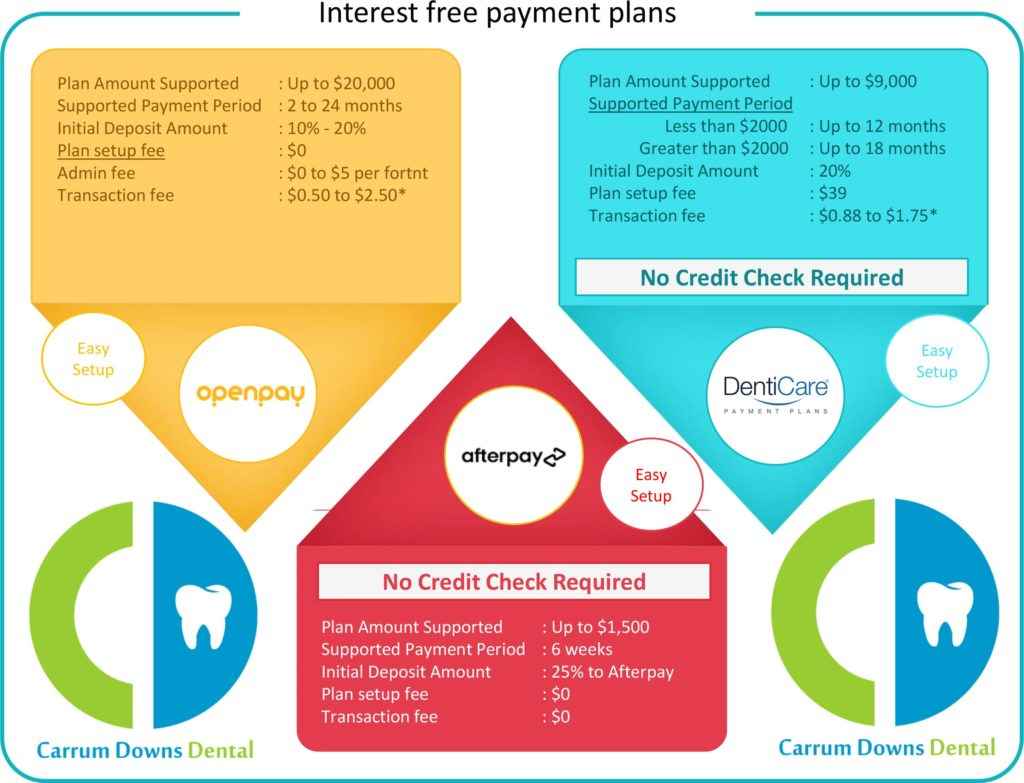 Interest free payment plans
Plan Amount Supported : Up to $20,000
Supported Payment Period : 2 to 24 months
Initial Deposit Amount : 10% - 20%
Plan setup fee : $0
Admin fee : $0 to $5 per fortnt
Transaction fee : $0.50 to $2.50*
Easy
Setup
openpay
Plan Amount Supported : Up to $9,000
Supported Payment Period
Less than $2000 : Up to 12 months
Greater than $2000 : Up to 18 months
Initial Deposit Amount : 20%
Plan setup fee : $39
Transaction fee : $0.88 to $1.75*
No Credit Check Required
DentiCare®
PAYMENT PLANS
Easy
Setup
afterpay
Easy
Setup
No Credit Check Required
Plan Amount Supported : Up to $1,500
Supported Payment Period : 6 weeks
Initial Deposit Amount : 25% to Afterpay
Plan setup fee : $0
Transaction fee : $0
Carrum Downs Dental
Carrum Downs Dental